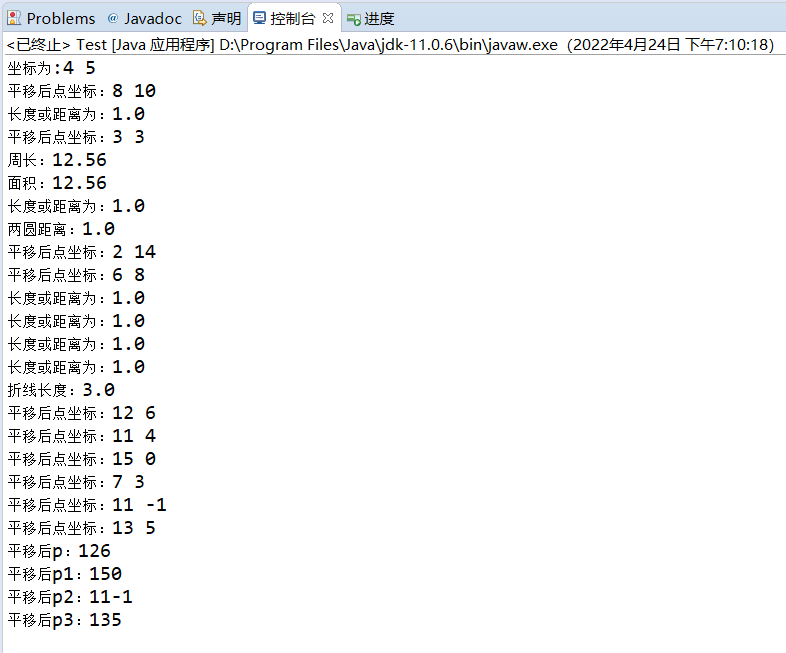 Problems @ Javadoc 声明 控制台 进度
<已终止> Test [Java 应用程序] D:\Program Files\Java\jdk-11.0.6\bin\javaw.exe（2022年4月24日 下午7:10:18）
坐标为:4 5
平移后点坐标：8 10
长度或距离为：1.0
平移后点坐标：3 3
周长：12.56
面积：12.56
长度或距离为：1.0
两圆距离：1.0
平移后点坐标：2 14
平移后点坐标：6 8
长度或距离为：1.0
长度或距离为：1.0
长度或距离为：1.0
长度或距离为：1.0
折线长度：3.0
平移后点坐标：12 6
平移后点坐标：11 4
平移后点坐标：15 0
平移后点坐标：7 3
平移后点坐标：11 -1
平移后点坐标：13 5
平移后p：126
平移后p1：150
平移后p2：11-1
平移后p3：135